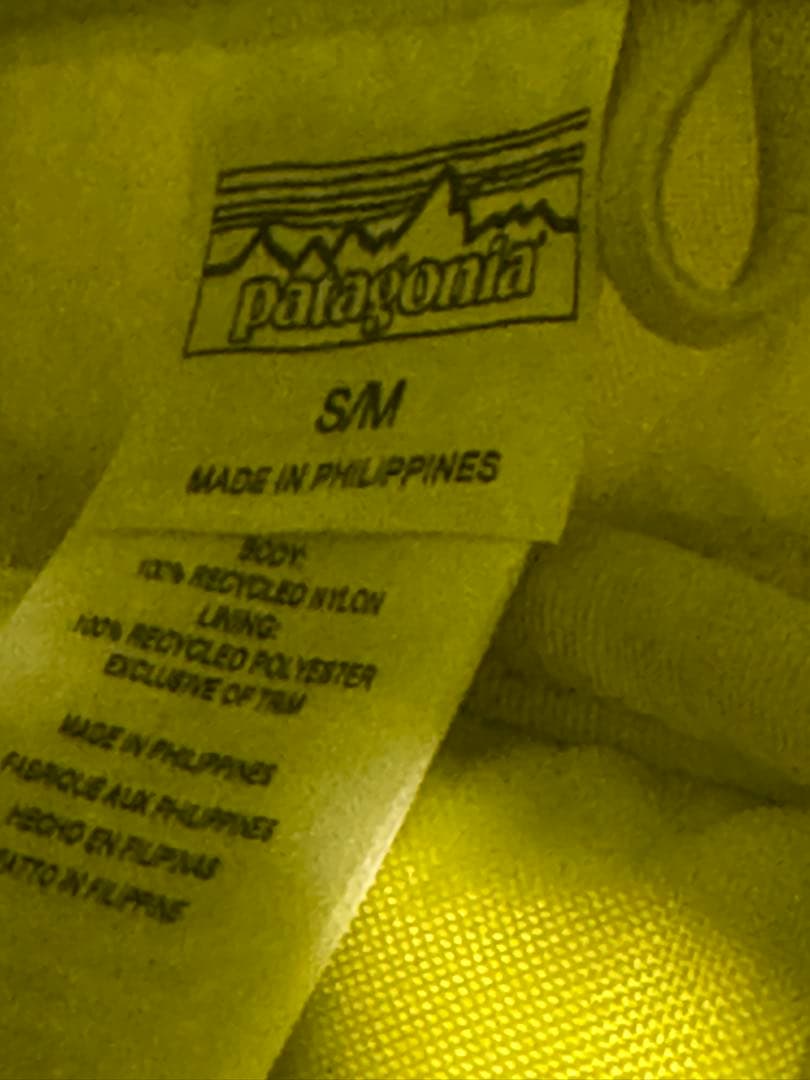 patagonia
S/M
MADE IN PHILIPPINES
BODY:
100% RECYCLED NYLON
LINING:
100% RECYCLED POLYESTER
EXCLUSIVE OF TRIM
MADE IN PHILIPPINES
FABRIQUÉ AUX PHILIPPINES
HECHO EN FILIPINAS
FATTO IN FILIPPINE